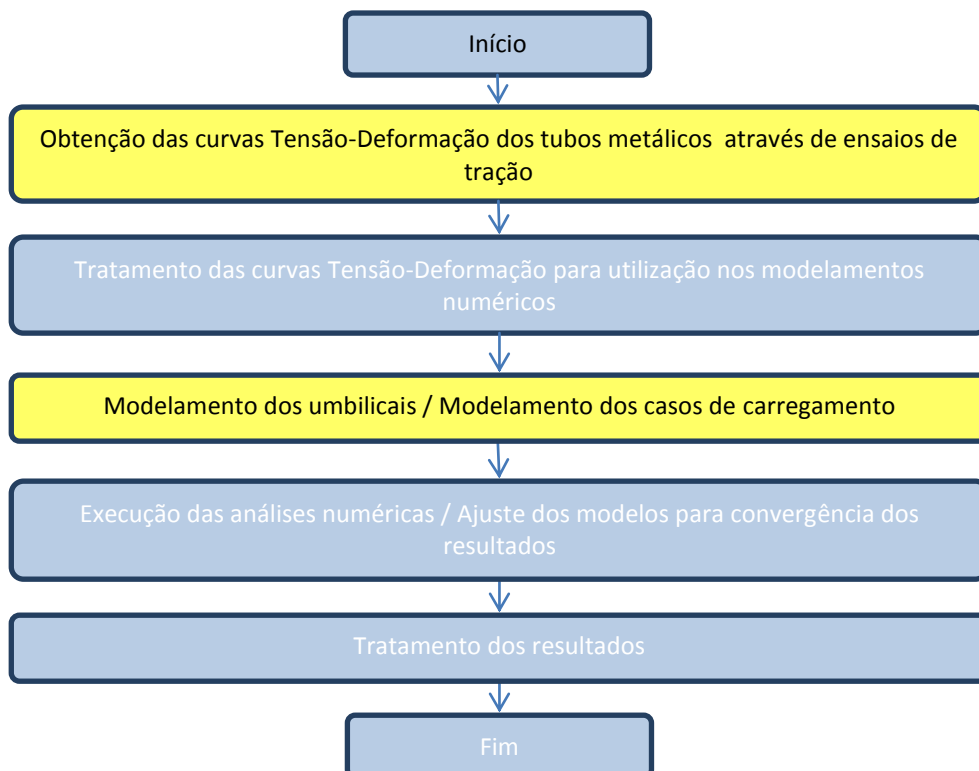 Início
Obtenção das curvas Tensão-Deformação dos tubos metálicos através de ensaios de
tração
Tratamento das curvas Tensão-Deformação para utilização nos modelamentos
numéricos
Modelamento dos umbilicais / Modelamento dos casos de carregamento
Execução das análises numéricas / Ajuste dos modelos para convergência dos
resultados
Tratamento dos resultados
Fim